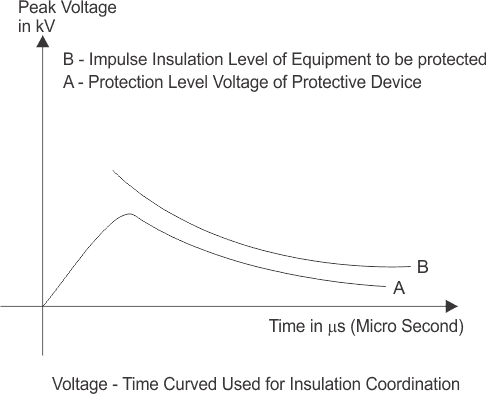 Peak Voltage
in kV
B - Impulse Insulation Level of Equipment to be protected
A - Protection Level Voltage of Protective Device
B
A
Time in μs (Micro Second)
Voltage - Time Curved Used for Insulation Coordination